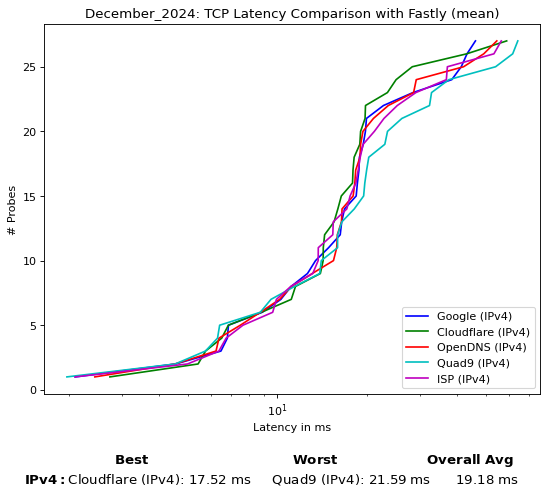 December_2024: TCP Latency Comparison with Fastly (mean)
# Probes
25
20
15
10
5
0
Google (IPv4)
Cloudflare (IPv4)
OpenDNS (IPv4)
Quad9 (IPv4)
ISP (IPv4)
10¹
Latency in ms
Best Worst Overall Avg
IPv4: Cloudflare (IPv4): 17.52 ms Quad9 (IPv4): 21.59 ms 19.18 ms